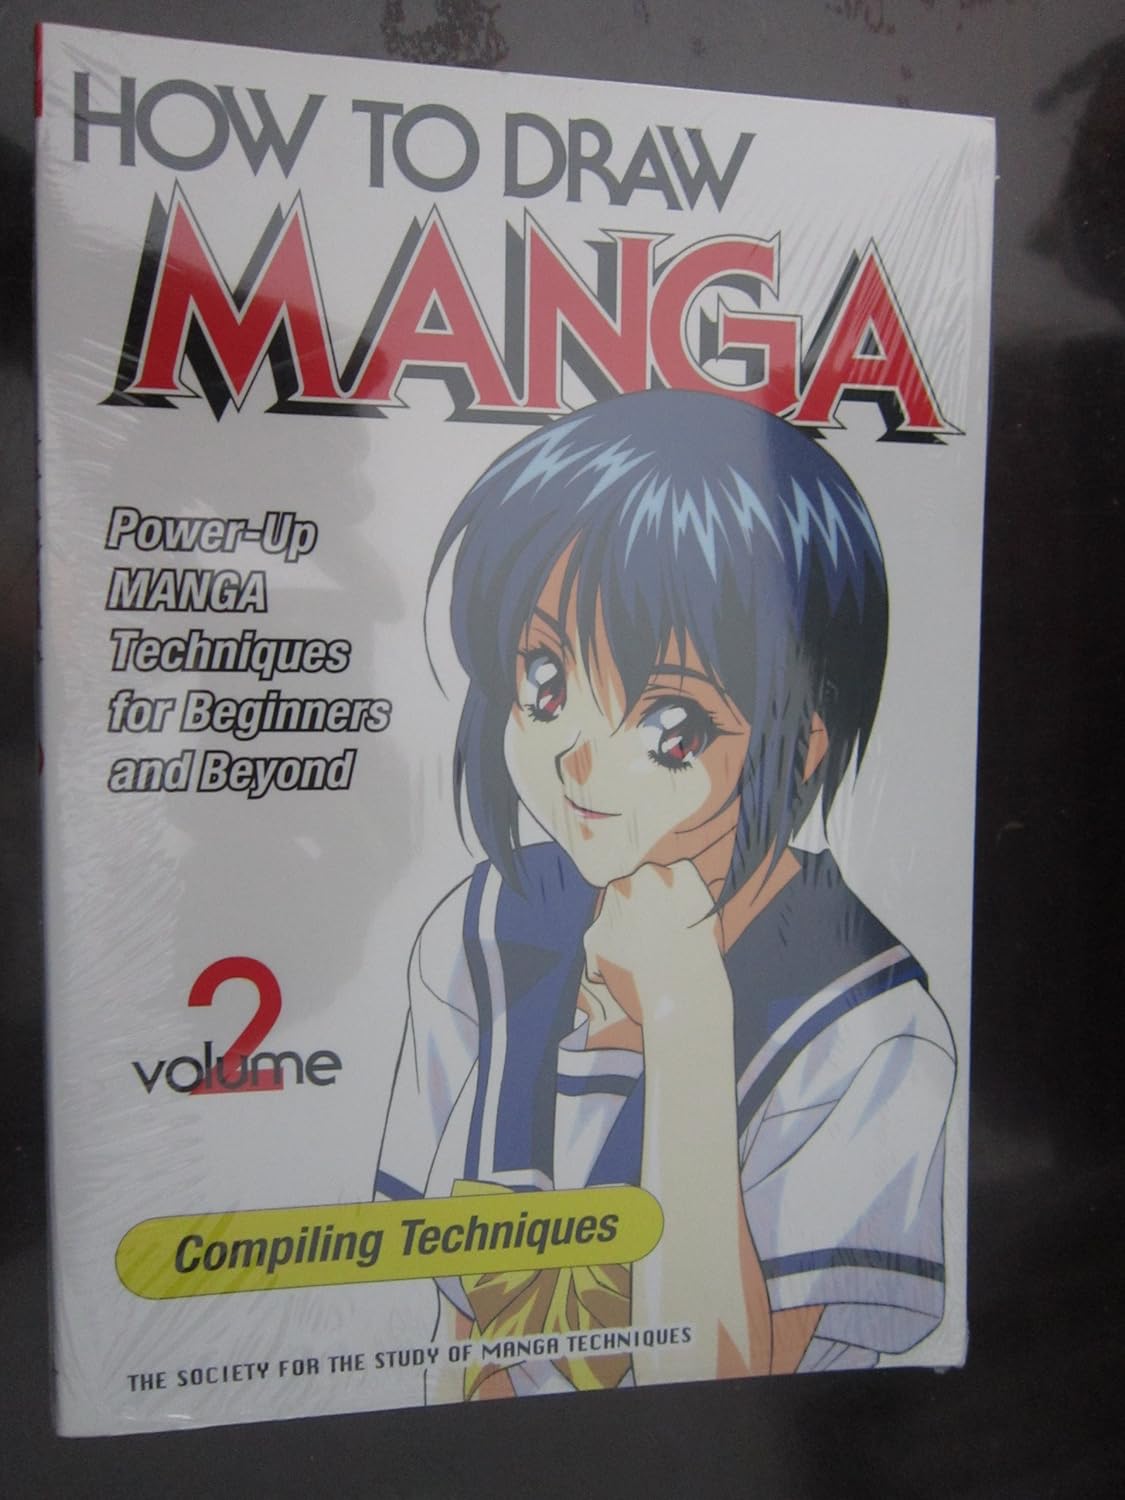 HOW TO DRAW
MANGA
Power-Up
MANGA
Techniques
for Beginners
and Beyond
2
volume
Compiling Techniques
THE SOCIETY FOR THE STUDY OF MANGA TECHNIQUES